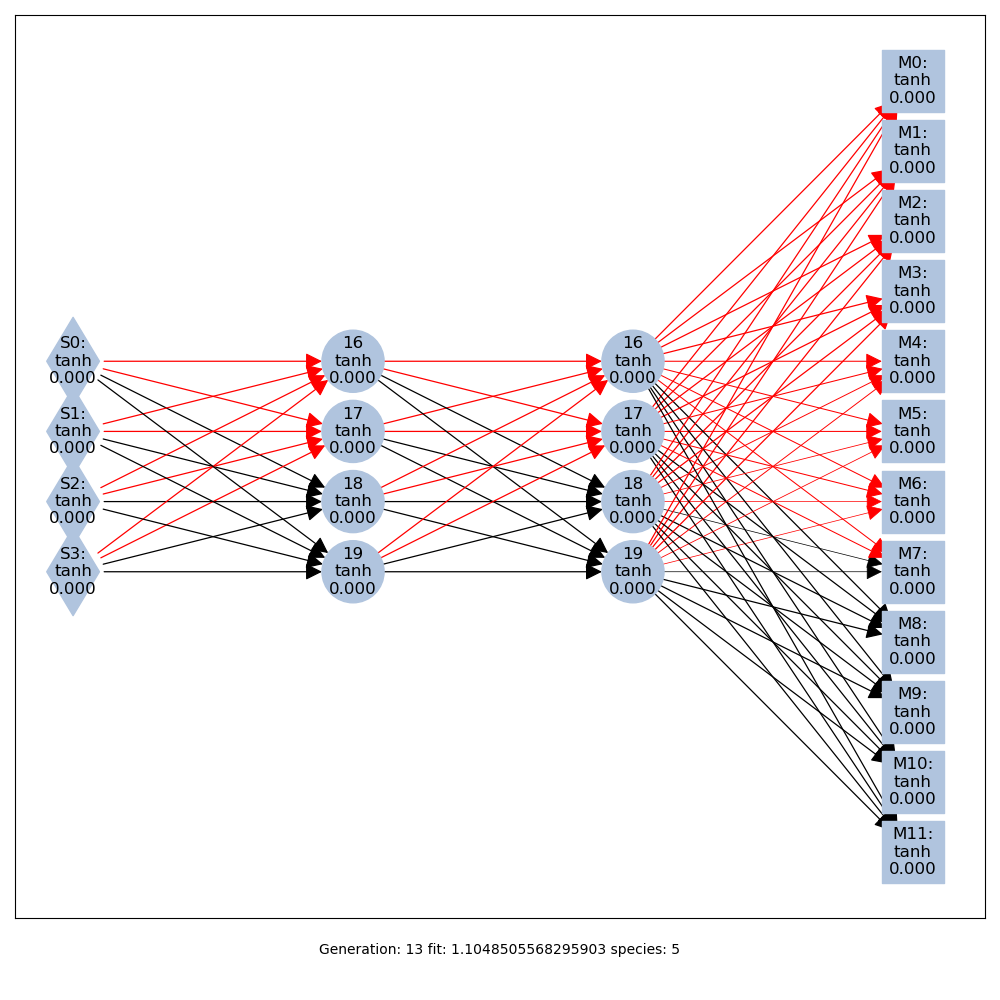 S0:
tanh
0.000
S1:
tanh
0.000
S2:
tanh
0.000
S3:
tanh
0.000
16
tanh
0.000
17
tanh
0.000
18
tanh
0.000
19
tanh
0.000
16
tanh
0.000
17
tanh
0.000
18
tanh
0.000
19
tanh
0.000
M0:
tanh
0.000
M1:
tanh
0.000
M2:
tanh
0.000
M3:
tanh
0.000
M4:
tanh
0.000
M5:
tanh
0.000
M6:
tanh
0.000
M7:
tanh
0.000
M8:
tanh
0.000
M9:
tanh
0.000
M10:
tanh
0.000
M11:
tanh
0.000
Generation: 13 fit: 1.1048505568295903 species: 5